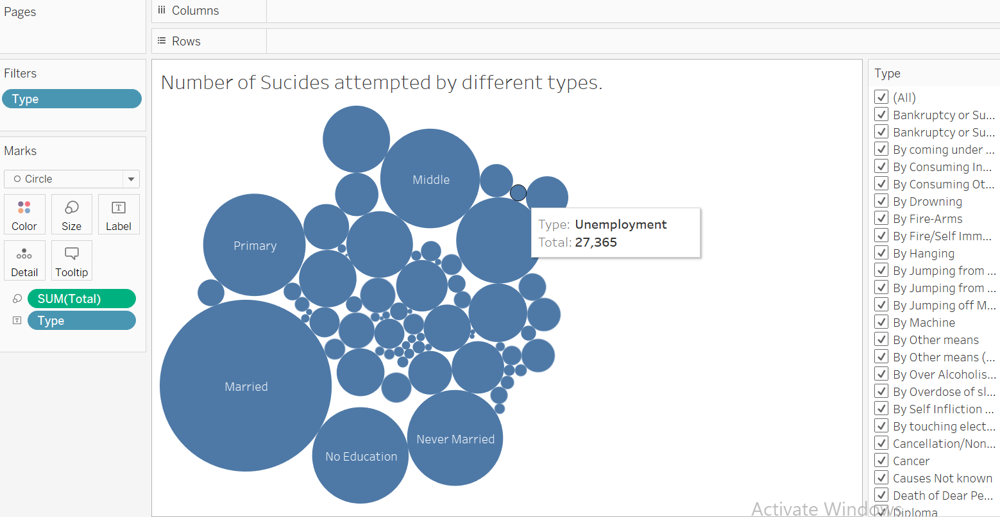 Pages
Columns
Rows
Filters
Type
Marks
Circle
Color
Size
T
Label
Detail
Tooltip
SUM(Total)
T
Type
Number of Sucides attempted by different types.
Middle
Primary
Type: Unemployment
Total: 27,365
Married
Never Married
No Education
Type
(All)
Bankruptcy or Su...
Bankruptcy or Su...
By coming under ...
By Consuming In...
By Consuming Ot...
By Drowning
By Fire-Arms
By Fire/Self Imm...
By Hanging
By Jumping from ...
By Jumping from ...
By Jumping off M...
By Machine
By Other means
By Other means (...
By Over Alcoholis...
By Overdose of sl...
By Self Infliction ...
By touching elect...
Cancellation/Non...
Cancer
Causes Not known
Death of Dear Pe...
Diploma
Activate Windows